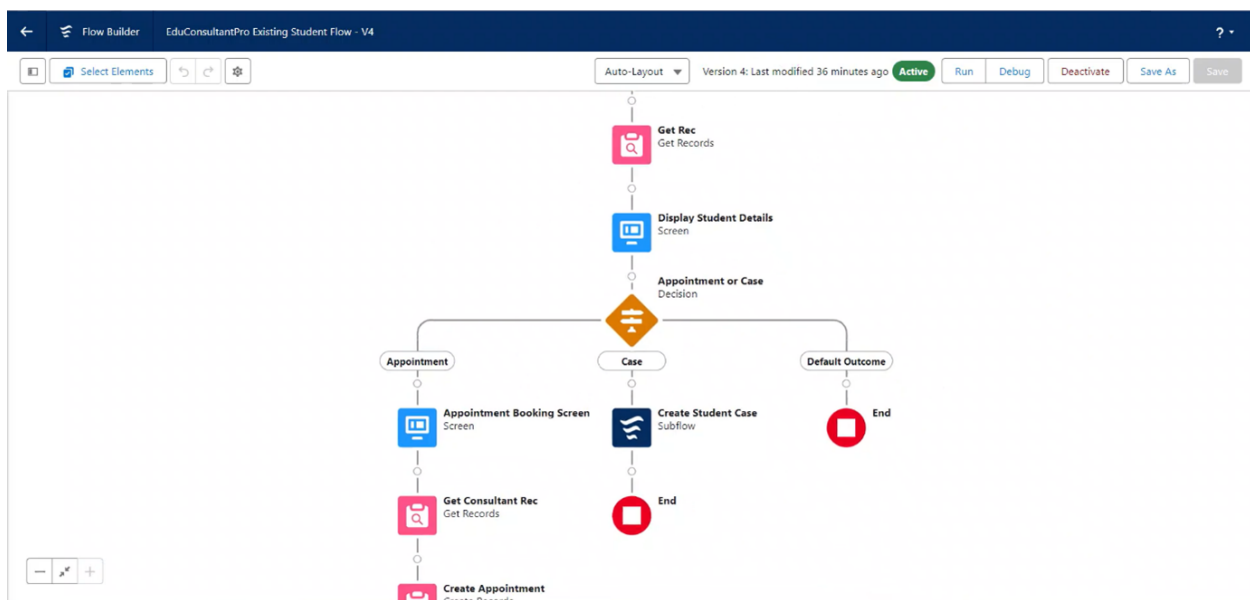 Flow Builder
EduConsultantPro Existing Student Flow - V4
?
Select Elements
Auto-Layout
Version 4: Last modified 36 minutes ago
Active
Run
Debug
Deactivate
Save As
Save
Get Rec
Get Records
Display Student Details
Screen
Appointment or Case
Decision
Appointment
Case
Default Outcome
Appointment Booking Screen
Screen
Create Student Case
Subflow
End
Get Consultant Rec
Get Records
End
Create Appointment
Create Records